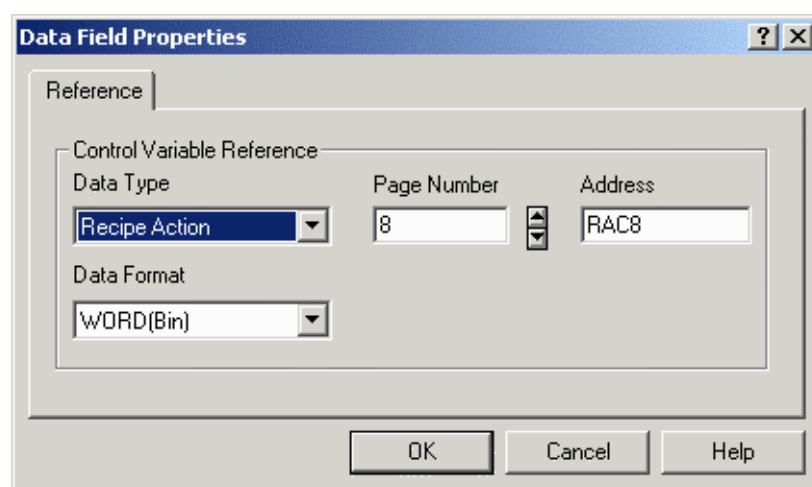 Data Field Properties
Reference
Control Variable Reference
Data Type Page Number Address
Recipe Action 8 RAC8
Data Format
WORD(Bin)
OK Cancel Help